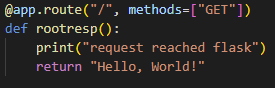 @app.route("/", methods=["GET"])
def rootresp():
    print("request reached flask")
    return "Hello, World!"